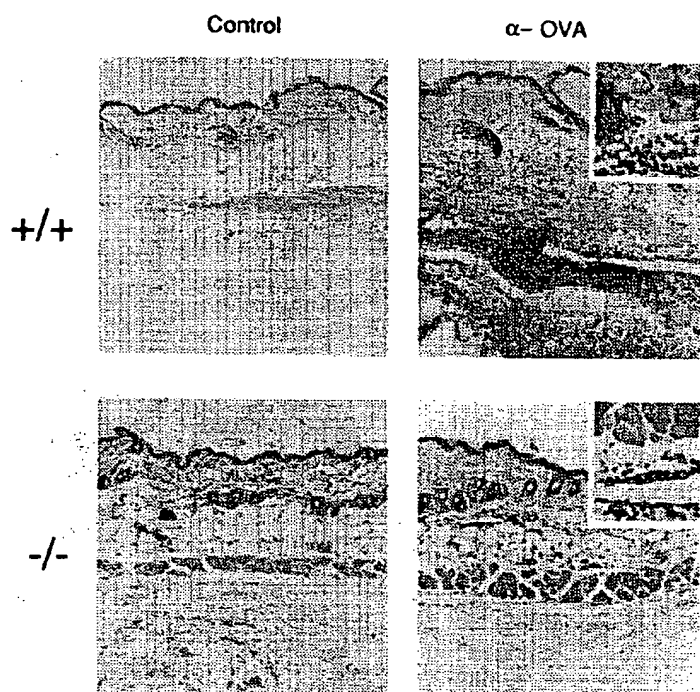 Control α– OVA
+/+
-/-